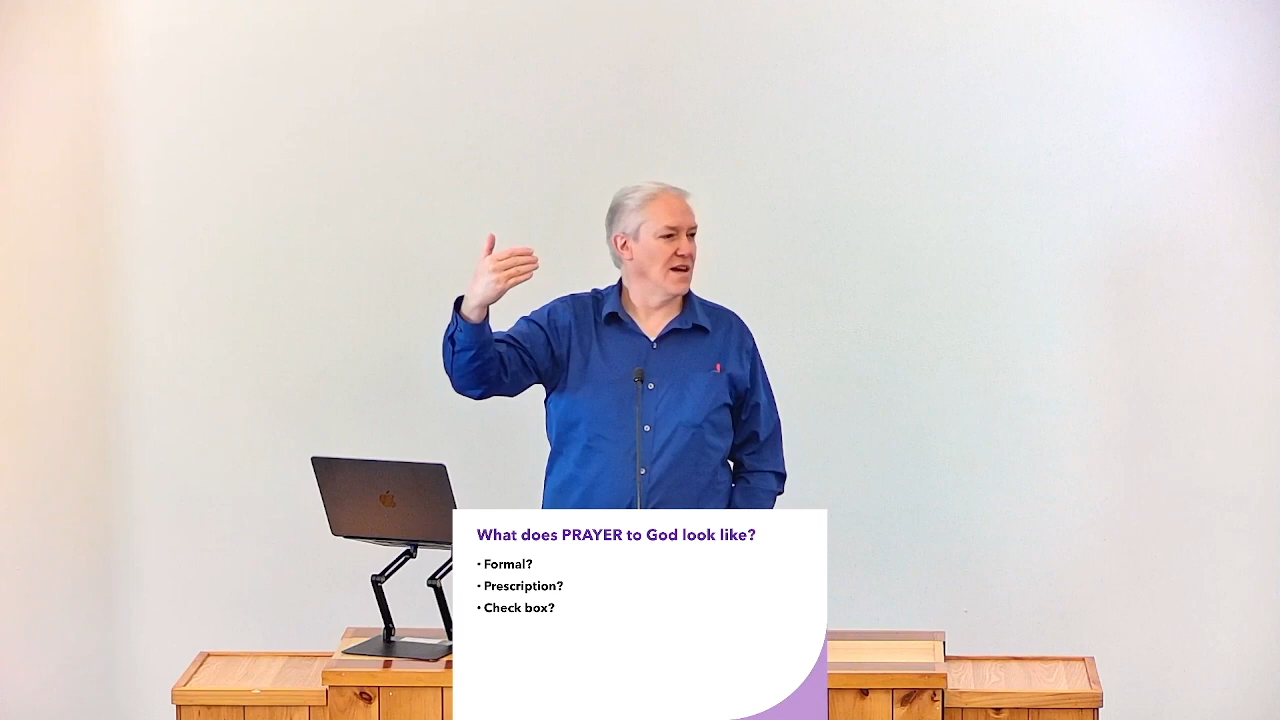 What does PRAYER to God look like?
• Formal?
• Prescription?
• Check box?